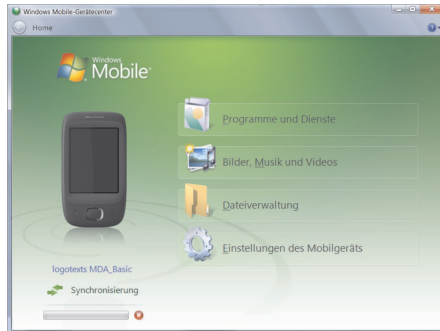 Windows Mobile-Gerätecenter
Home
Windows
Mobile
Programme und Dienste
Bilder, Musik und Videos
Dateiverwaltung
Einstellungen des Mobilgeräts
logotexts MDA_Basic
Synchronisierung